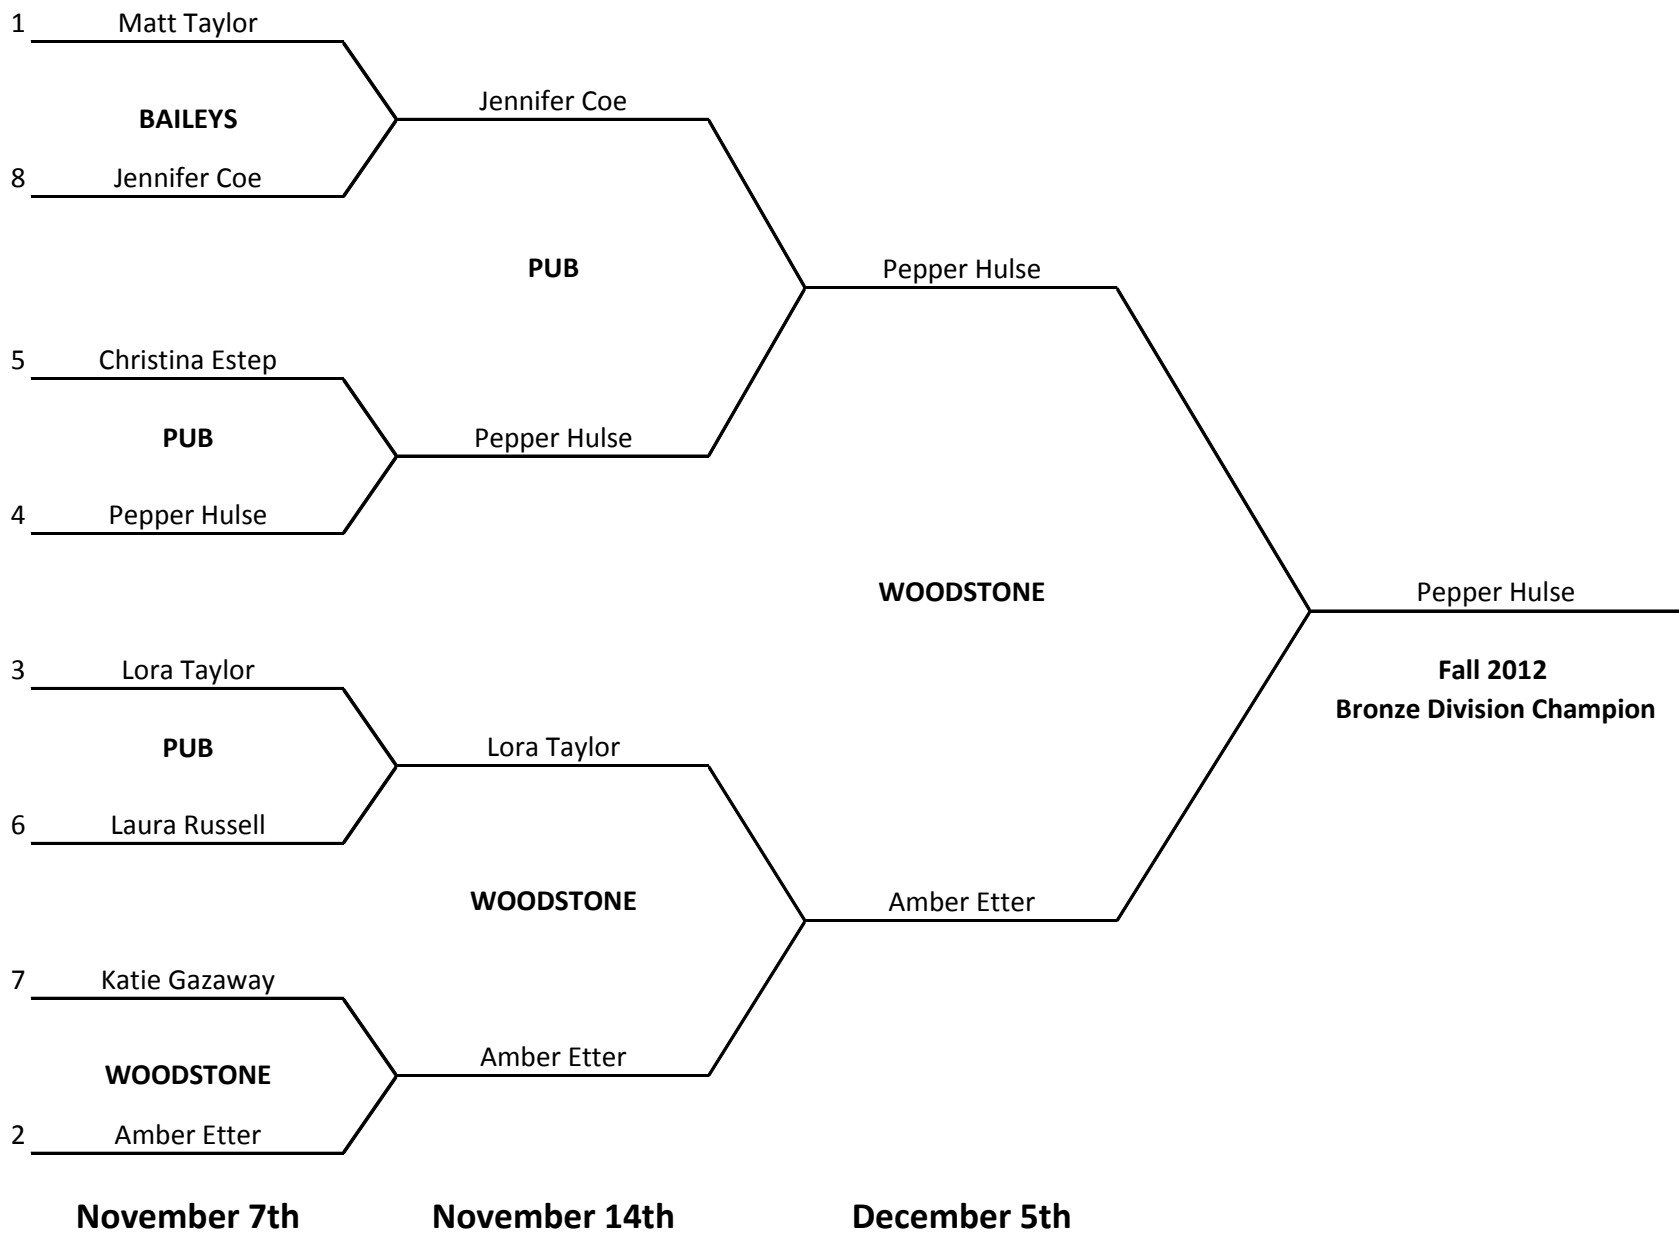 1 Matt Taylor
BAILEYS
8 Jennifer Coe
Jennifer Coe
PUB
5 Christina Estep
PUB
4 Pepper Hulse
Pepper Hulse
Pepper Hulse
WOODSTONE
3 Lora Taylor
PUB
6 Laura Russell
Lora Taylor
WOODSTONE
7 Katie Gazaway
WOODSTONE
2 Amber Etter
Amber Etter
Amber Etter
Pepper Hulse
Fall 2012
Bronze Division Champion
November 7th November 14th December 5th